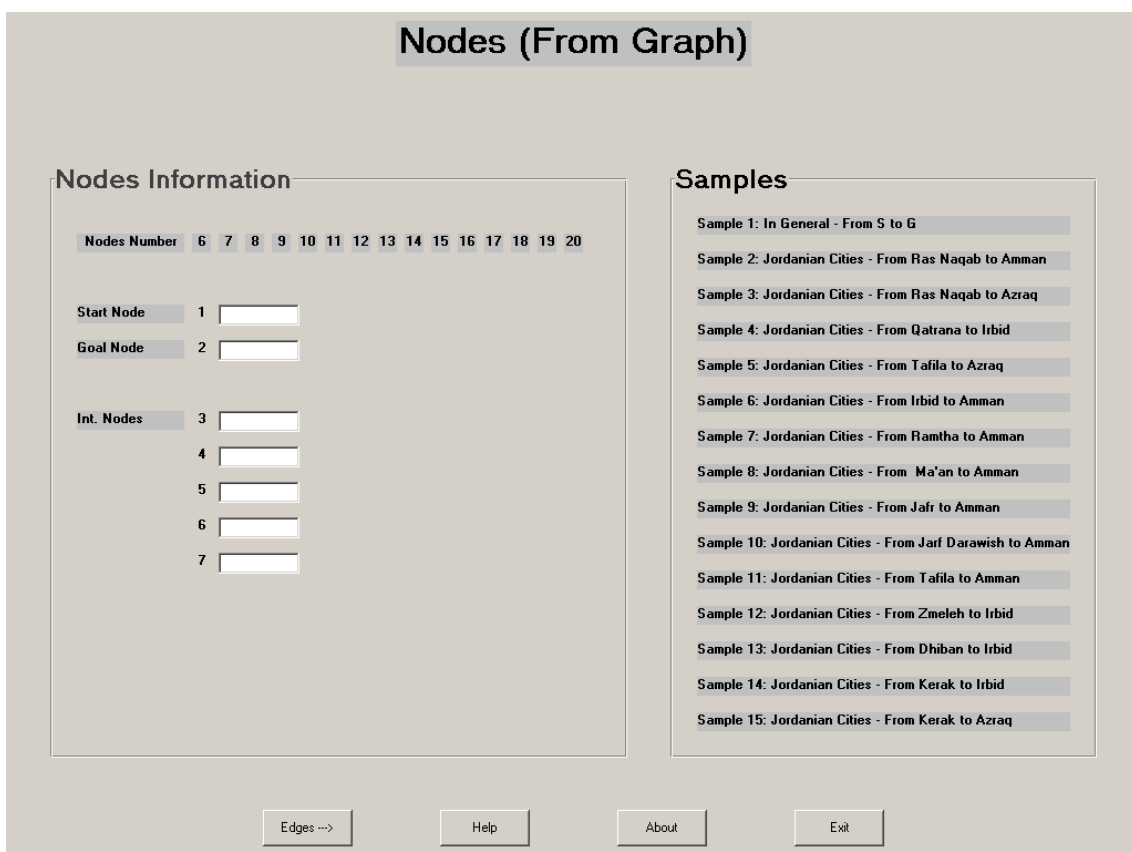 Nodes (From Graph)
Nodes Information
Nodes Number 6 7 8 9 10 11 12 13 14 15 16 17 18 19 20
Start Node 1
Goal Node 2
Int. Nodes 3
4
5
6
7
Samples
Sample 1: In General - From S to G
Sample 2: Jordanian Cities - From Ras Naqab to Amman
Sample 3: Jordanian Cities - From Ras Naqab to Azraq
Sample 4: Jordanian Cities - From Qatrana to Irbid
Sample 5: Jordanian Cities - From Tafila to Azraq
Sample 6: Jordanian Cities - From Irbid to Amman
Sample 7: Jordanian Cities - From Ramtha to Amman
Sample 8: Jordanian Cities - From  Ma'an to Amman
Sample 9: Jordanian Cities - From Jafr to Amman
Sample 10: Jordanian Cities - From Jarf Darawish to Amman
Sample 11: Jordanian Cities - From Tafila to Amman
Sample 12: Jordanian Cities - From Zmeleh to Irbid
Sample 13: Jordanian Cities - From Dhiban to Irbid
Sample 14: Jordanian Cities - From Kerak to Irbid
Sample 15: Jordanian Cities - From Kerak to Azraq
Edges --->
Help
About
Exit